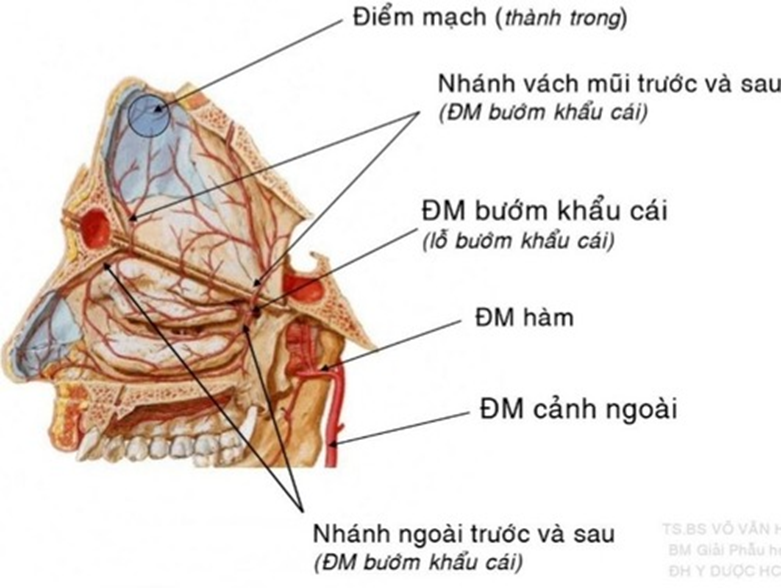 Điểm mạch (thành trong)
Nhánh vách mũi trước và sau
(ĐM bướm khẩu cái)
ĐM bướm khẩu cái
(lỗ bướm khẩu cái)
ĐM hàm
ĐM cảnh ngoài
Nhánh ngoài trước và sau
(ĐM bướm khẩu cái)
TS.BS VÕ VĂN H
BM Giải Phẫu h
ĐH Y DƯỢC HC